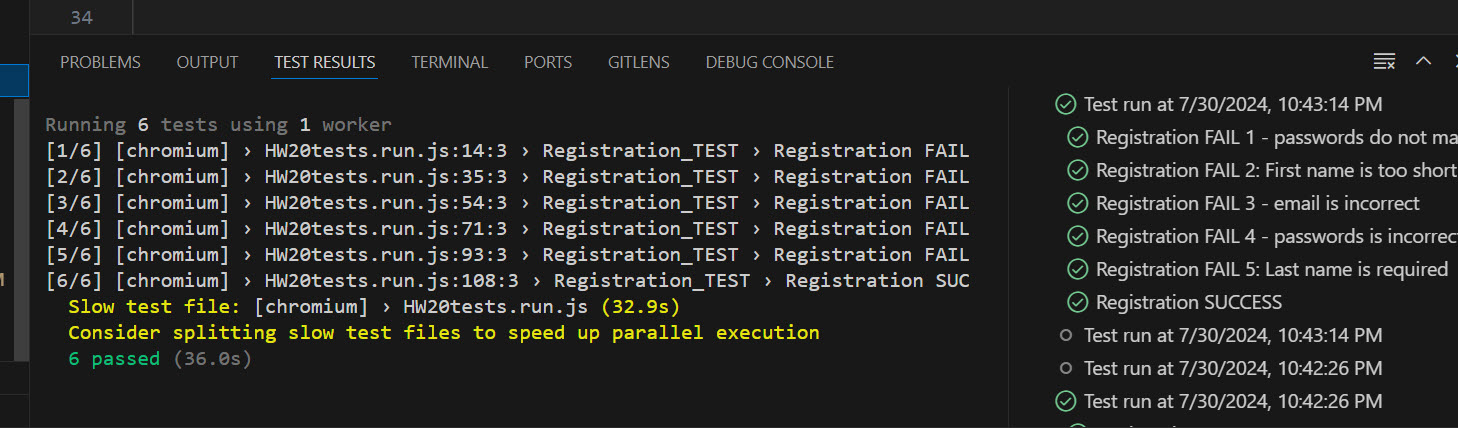 34
PROBLEMS OUTPUT TEST RESULTS TERMINAL PORTS GITLENS DEBUG CONSOLE
Running 6 tests using 1 worker
[1/6] [chromium] › HW20tests.run.js:14:3 › Registration_TEST › Registration FAIL
[2/6] [chromium] › HW20tests.run.js:35:3 › Registration_TEST › Registration FAIL
[3/6] [chromium] › HW20tests.run.js:54:3 › Registration_TEST › Registration FAIL
[4/6] [chromium] › HW20tests.run.js:71:3 › Registration_TEST › Registration FAIL
[5/6] [chromium] › HW20tests.run.js:93:3 › Registration_TEST › Registration FAIL
[6/6] [chromium] › HW20tests.run.js:108:3 › Registration_TEST › Registration SUC
Slow test file: [chromium] › HW20tests.run.js (32.9s)
Consider splitting slow test files to speed up parallel execution
6 passed (36.0s)
Test run at 7/30/2024, 10:43:14 PM
Registration FAIL 1 - passwords do not ma
Registration FAIL 2: First name is too short
Registration FAIL 3 - email is incorrect
Registration FAIL 4 - passwords is incorrect
Registration FAIL 5: Last name is required
Registration SUCCESS
Test run at 7/30/2024, 10:43:14 PM
Test run at 7/30/2024, 10:42:26 PM
Test run at 7/30/2024, 10:42:26 PM